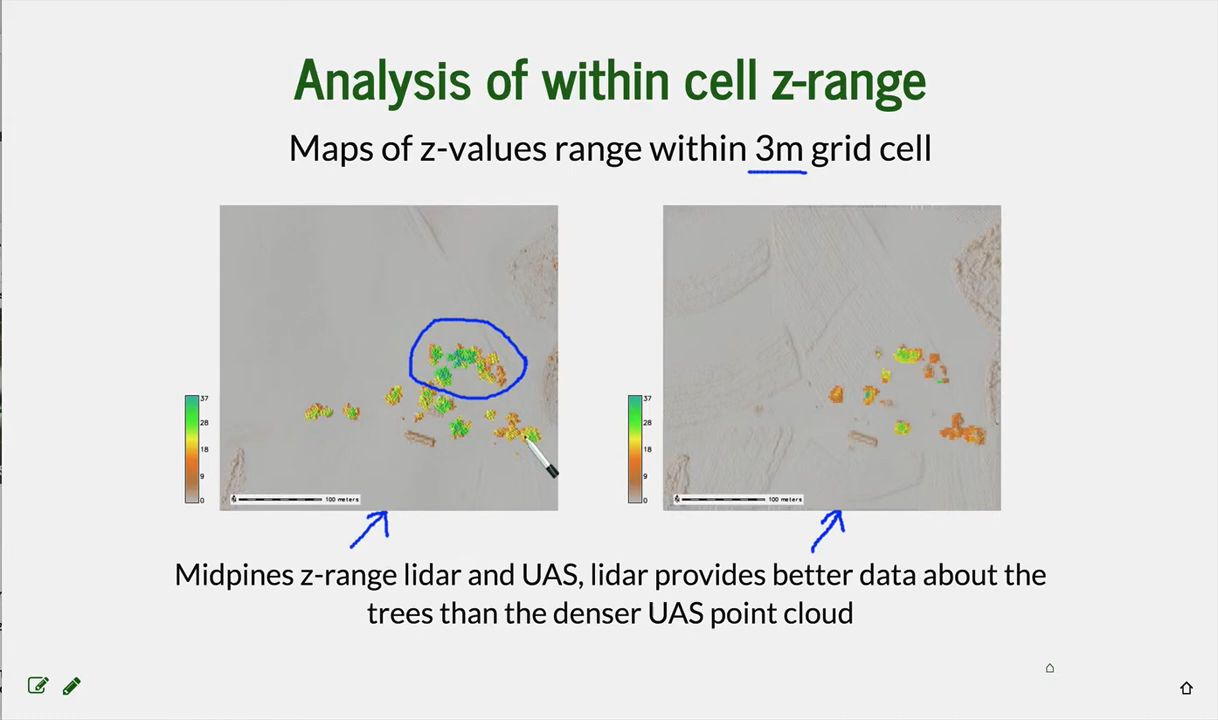 Analysis of within cell z-range
Maps of z-values range within 3m grid cell
37
28
18
9
0
100 meters
37
28
18
9
0
100 meters
Midpines z-range lidar and UAS, lidar provides better data about the
trees than the denser UAS point cloud